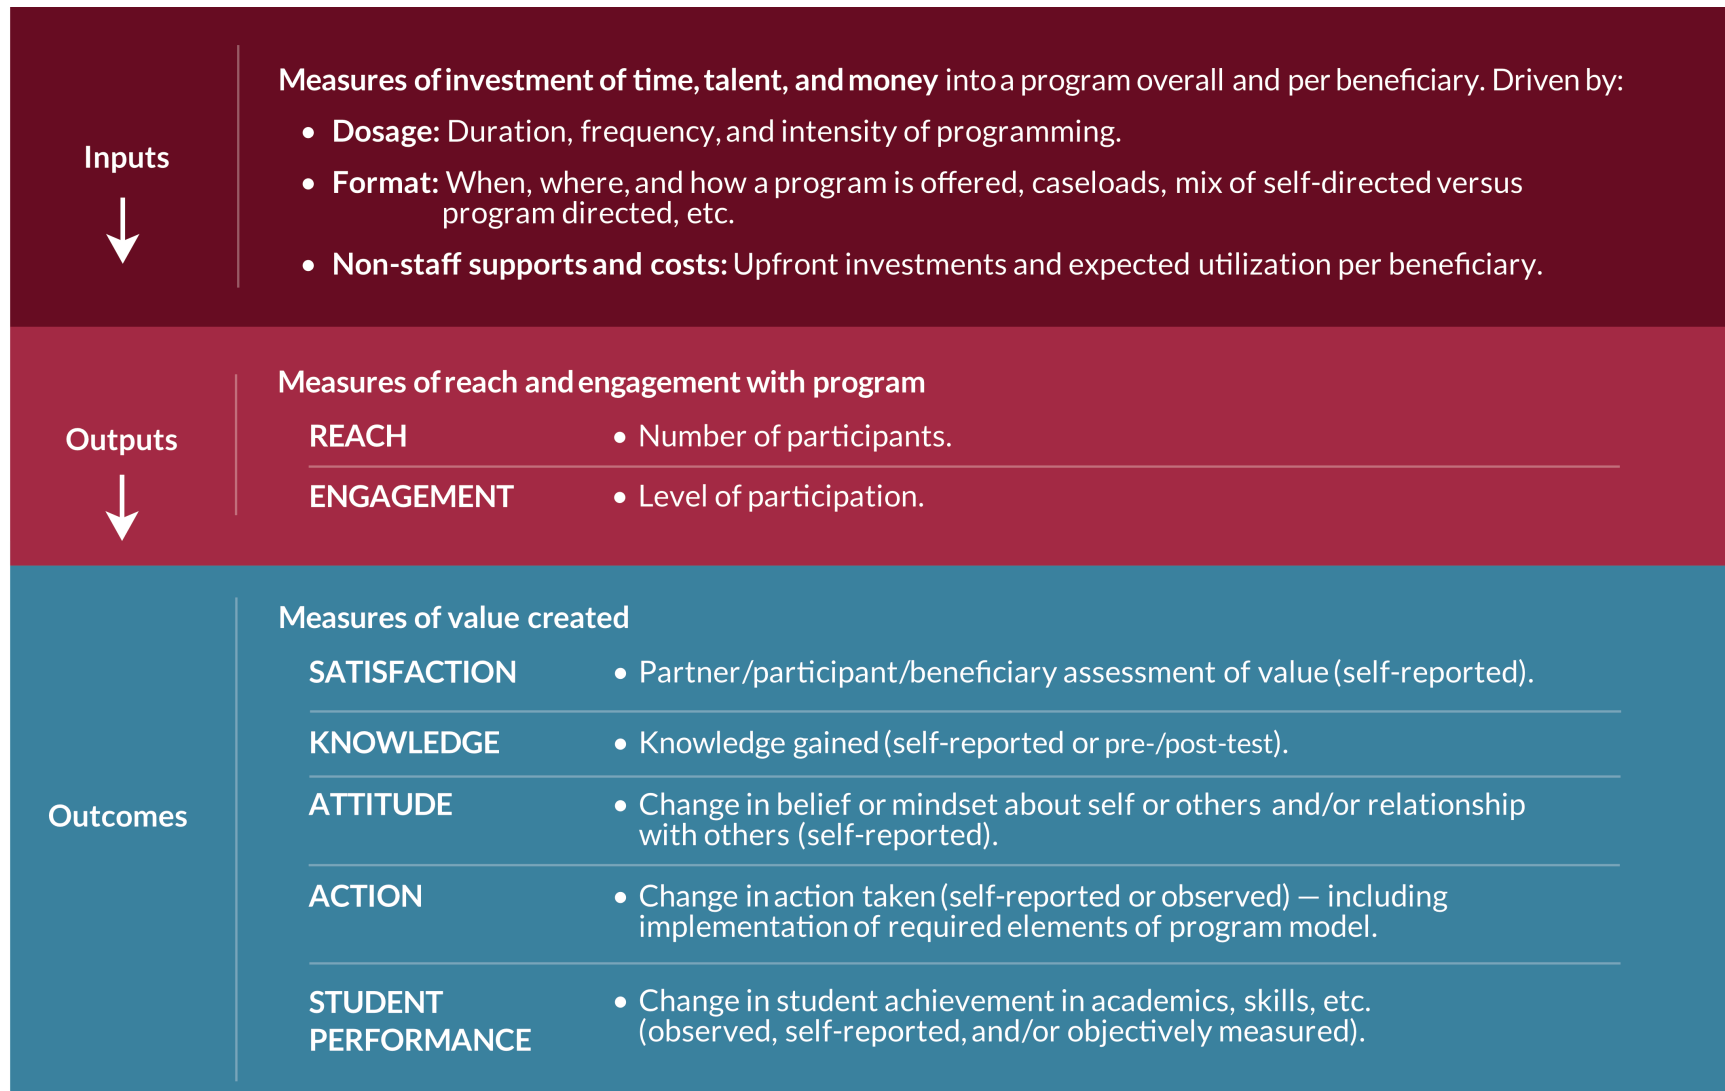 Inputs
Measures of investment of time, talent, and money into a program overall and per beneficiary. Driven by:
• Dosage: Duration, frequency, and intensity of programming.
• Format: When, where, and how a program is offered, caseloads, mix of self-directed versus
program directed, etc.
• Non-staff supports and costs: Upfront investments and expected utilization per beneficiary.
Outputs
Measures of reach and engagement with program
REACH • Number of participants.
ENGAGEMENT • Level of participation.
Outcomes
Measures of value created
SATISFACTION • Partner/participant/beneficiary assessment of value (self-reported).
KNOWLEDGE • Knowledge gained (self-reported or pre-/post-test).
ATTITUDE • Change in belief or mindset about self or others and/or relationship
with others (self-reported).
ACTION • Change in action taken (self-reported or observed) — including
implementation of required elements of program model.
STUDENT • Change in student achievement in academics, skills, etc.
PERFORMANCE (observed, self-reported, and/or objectively measured).